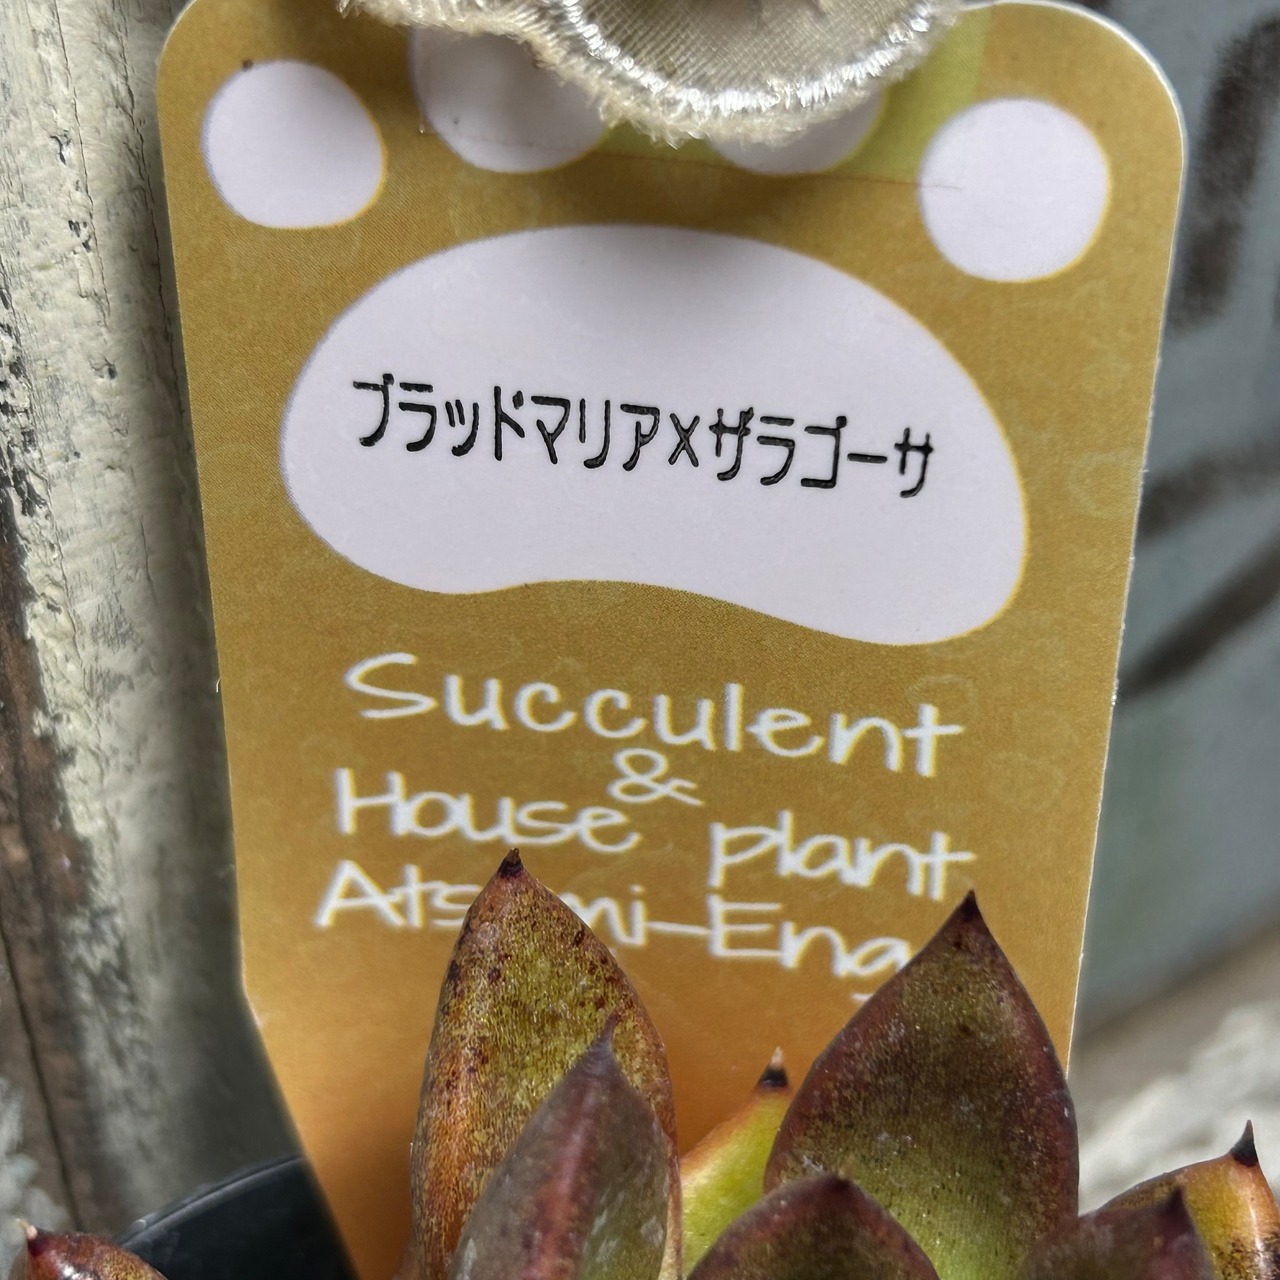 ブラッドマリア×ザラゴーサ
Succulent
&
House plant